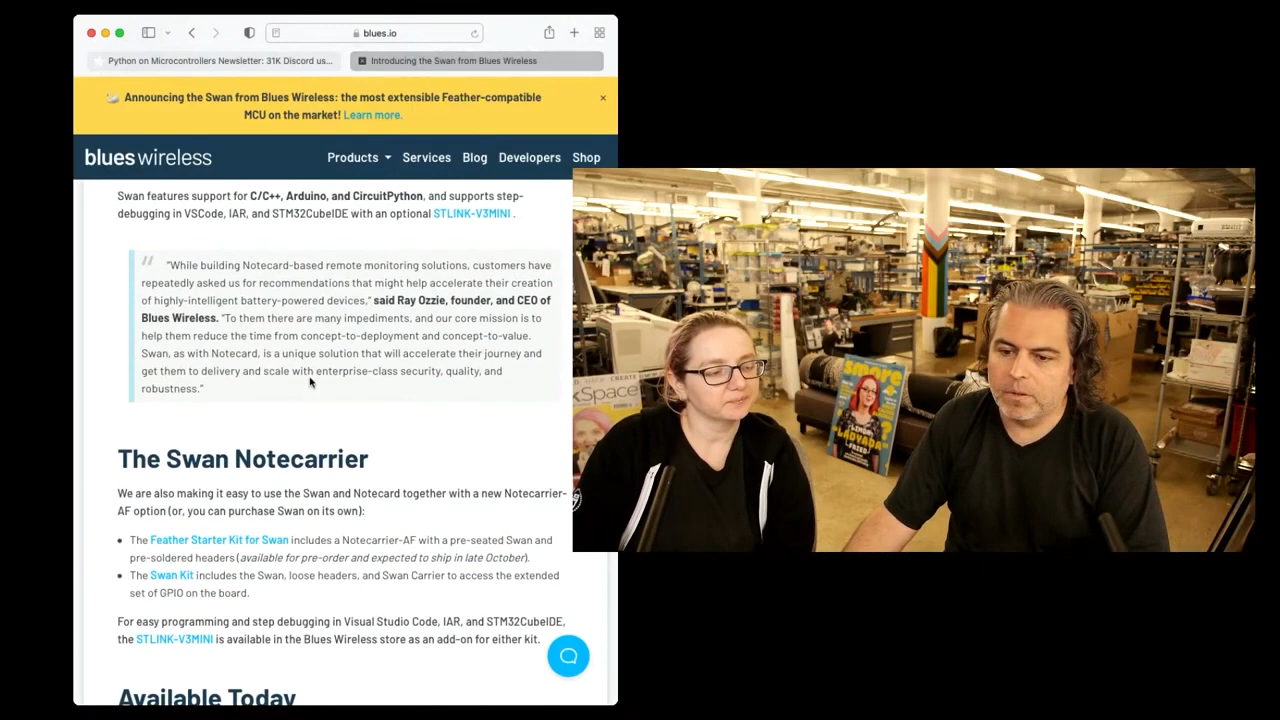 blues.io
Python on Microcontrollers Newsletter: 31K Discord us...
Introducing the Swan from Blues Wireless
Announcing the Swan from Blues Wireless: the most extensible Feather-compatible
MCU on the market! Learn more.
blues wireless
Products
Services
Blog
Developers
Shop
Swan features support for C/C++, Arduino, and CircuitPython, and supports step-
debugging in VSCode, IAR, and STM32CubeIDE with an optional STLINK-V3MINI .
"While building Notecard-based remote monitoring solutions, customers have
repeatedly asked us for recommendations that might help accelerate their creation
of highly-intelligent battery-powered devices," said Ray Ozzie, founder, and CEO of
Blues Wireless. "To them there are many impediments, and our core mission is to
help them reduce the time from concept-to-deployment and concept-to-value.
Swan, as with Notecard, is a unique solution that will accelerate their journey and
get them to delivery and scale with enterprise-class security, quality, and
robustness."
The Swan Notecarrier
We are also making it easy to use the Swan and Notecard together with a new Notecarrier-
AF option (or, you can purchase Swan on its own):
• The Feather Starter Kit for Swan includes a Notecarrier-AF with a pre-seated Swan and
pre-soldered headers (available for pre-order and expected to ship in late October).
• The Swan Kit includes the Swan, loose headers, and Swan Carrier to access the extended
set of GPIO on the board.
For easy programming and step debugging in Visual Studio Code, IAR, and STM32CubeIDE,
the STLINK-V3MINI is available in the Blues Wireless store as an add-on for either kit.
Available Today
kSpace
smore
LIMOR
"LADYADA"
FRIED